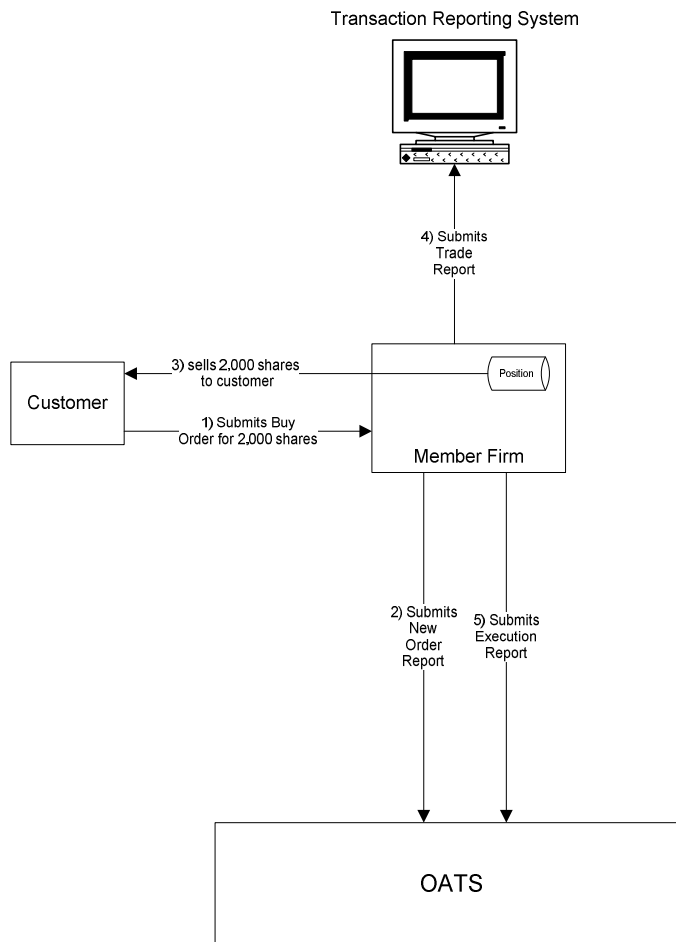 Transaction Reporting System
4) Submits
Trade
Report
3) sells 2,000 shares
to customer
Position
Customer
1) Submits Buy
Order for 2,000 shares
Member Firm
2) Submits
New
Order
Report
5) Submits
Execution
Report
OATS